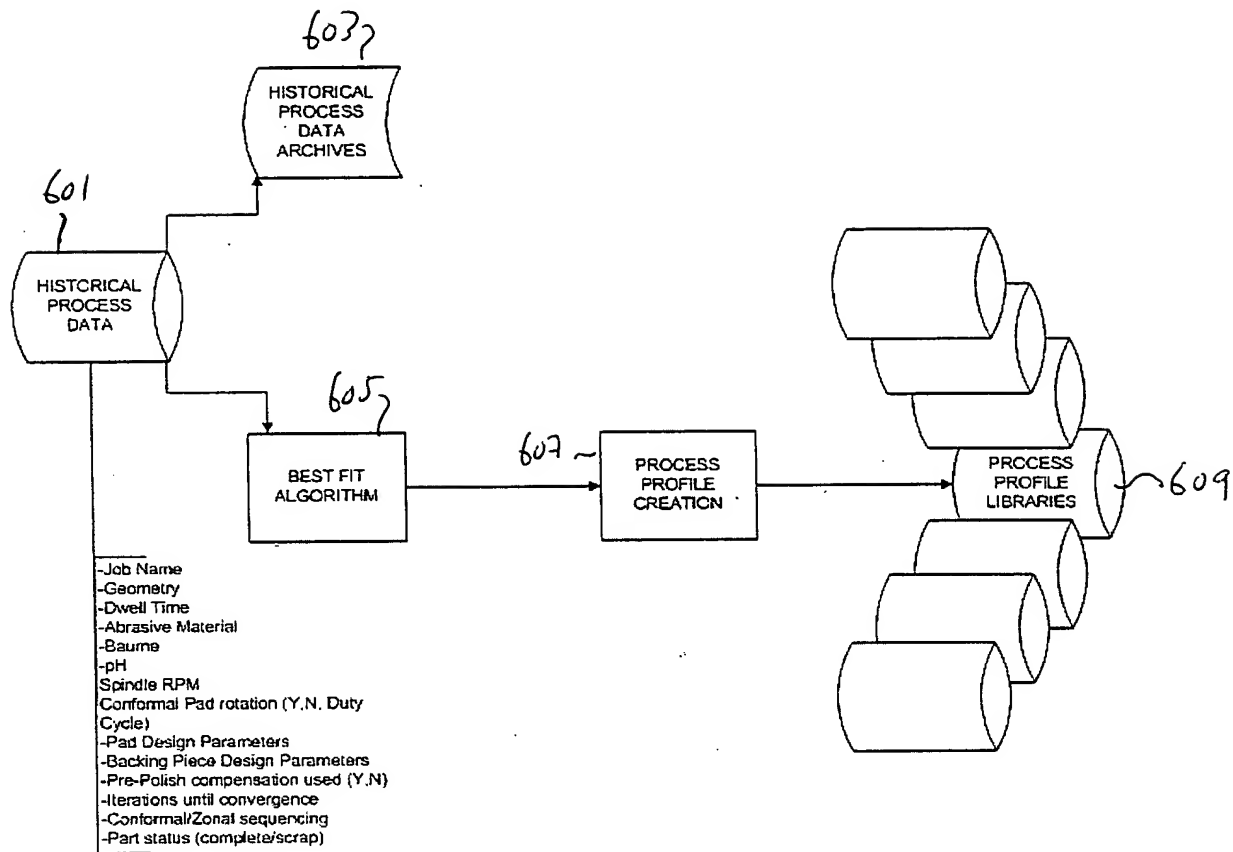 603
HISTORICAL
PROCESS
DATA
ARCHIVES
601
HISTORICAL
PROCESS
DATA
605
BEST FIT
ALGORITHM
607
PROCESS
PROFILE
CREATION
PROCESS
PROFILE
LIBRARIES
609
-Job Name
-Geometry
-Dwell Time
-Abrasive Material
-Baume
-pH
Spindle RPM
Conformal Pad rotation (Y,N, Duty
Cycle)
-Pad Design Parameters
-Backing Piece Design Parameters
-Pre-Polish compensation used (Y,N)
-Iterations until convergence
-Conformal/Zonal sequencing
-Part status (complete/scrap)